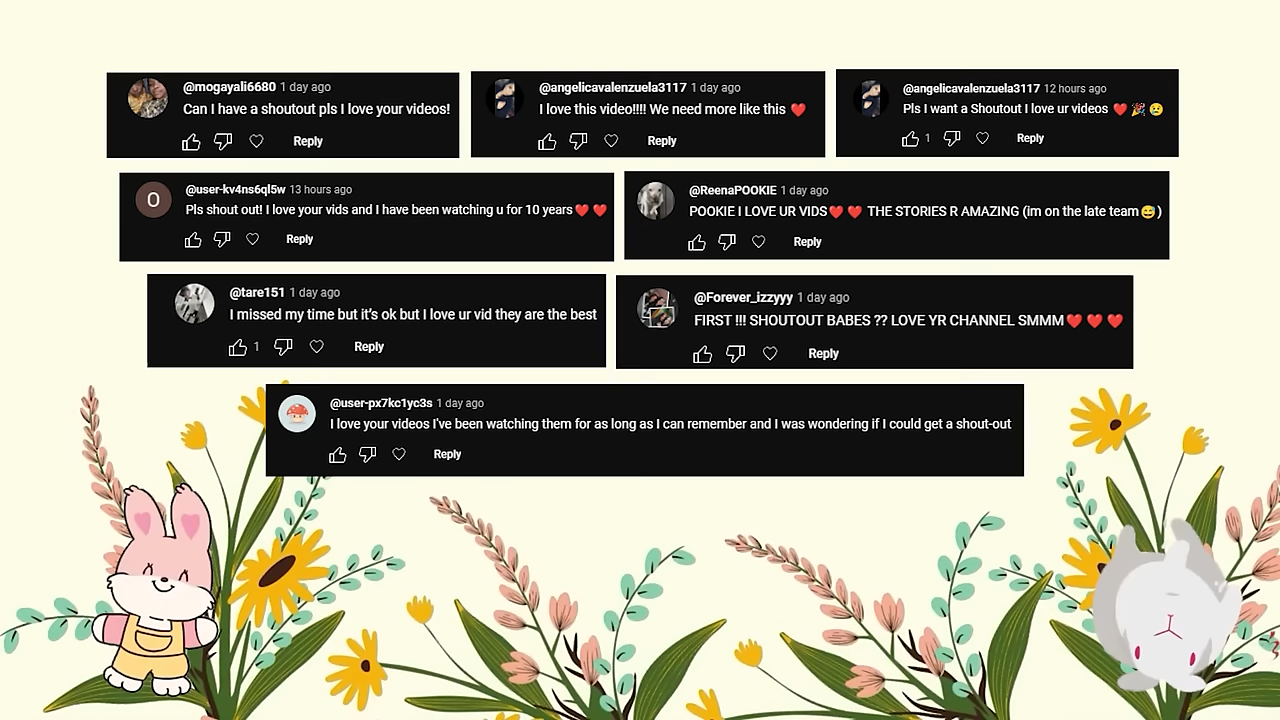 @mogayali6680 1 day ago
Can I have a shoutout pls I love your videos!
Reply
@angelicavalenzuela3117 1 day ago
I love this video!!!! We need more like this ❤️
Reply
@angelicavalenzuela3117 12 hours ago
Pls I want a Shoutout I love ur videos ❤️ 🎉 😢
1 Reply
O
@user-kv4ns6ql5w 13 hours ago
Pls shout out! I love your vids and I have been watching u for 10 years❤️ ❤️
Reply
@ReenaPOOKIE 1 day ago
POOKIE I LOVE UR VIDS❤️ ❤️ THE STORIES R AMAZING (im on the late team😅)
Reply
@tare151 1 day ago
I missed my time but it’s ok but I love ur vid they are the best
1 Reply
@Forever_izzyyy 1 day ago
FIRST !!! SHOUTOUT BABES ?? LOVE YR CHANNEL SMMM❤️ ❤️ ❤️
Reply
@user-px7kc1yc3s 1 day ago
I love your videos I've been watching them for as long as I can remember and I was wondering if I could get a shout-out
Reply